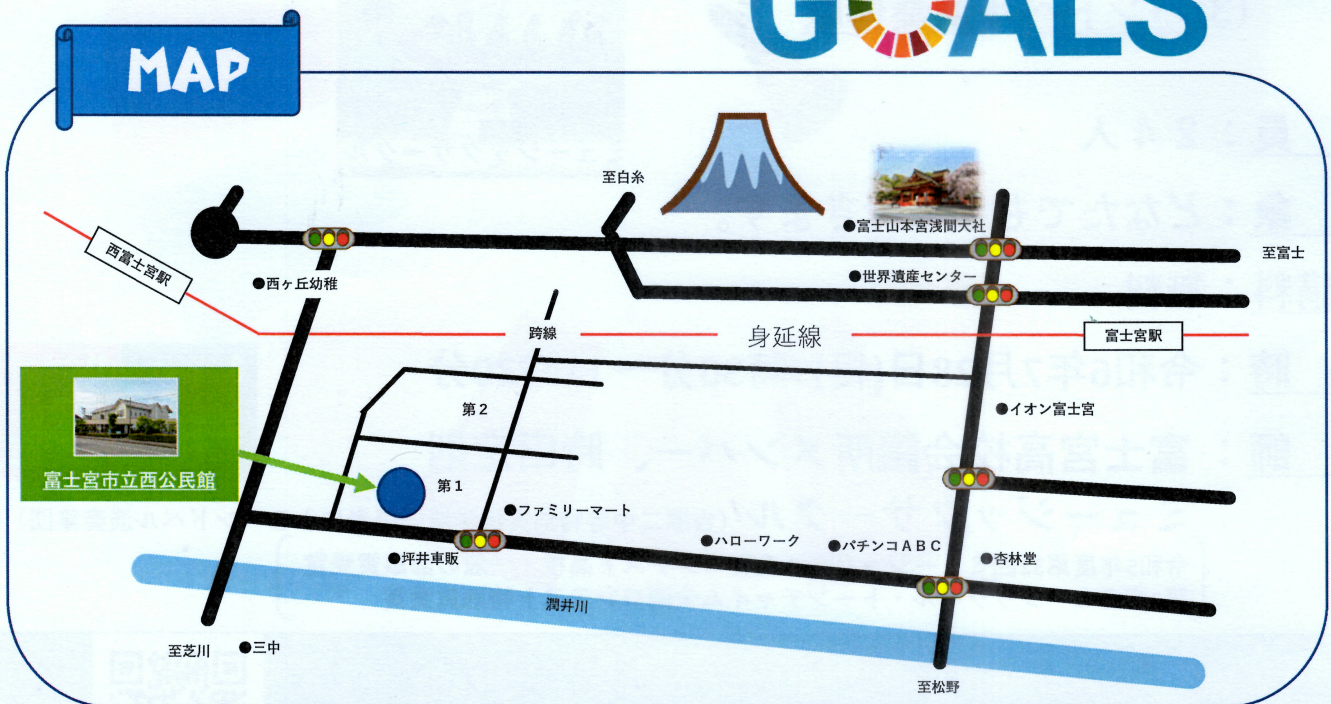 GOALS
MAP
至白糸
●富士山本宮浅間大社
至富士
西富士宮駅
●西ヶ丘幼稚
●世界遺産センター
跨線
身延線
富士宮駅
第2
●イオン富士宮
富士宮市立西公民館
第1
●ファミリーマート
●ハローワーク
●パチンコABC
●坪井車販
●杏林堂
潤井川
至芝川
●三中
至松野